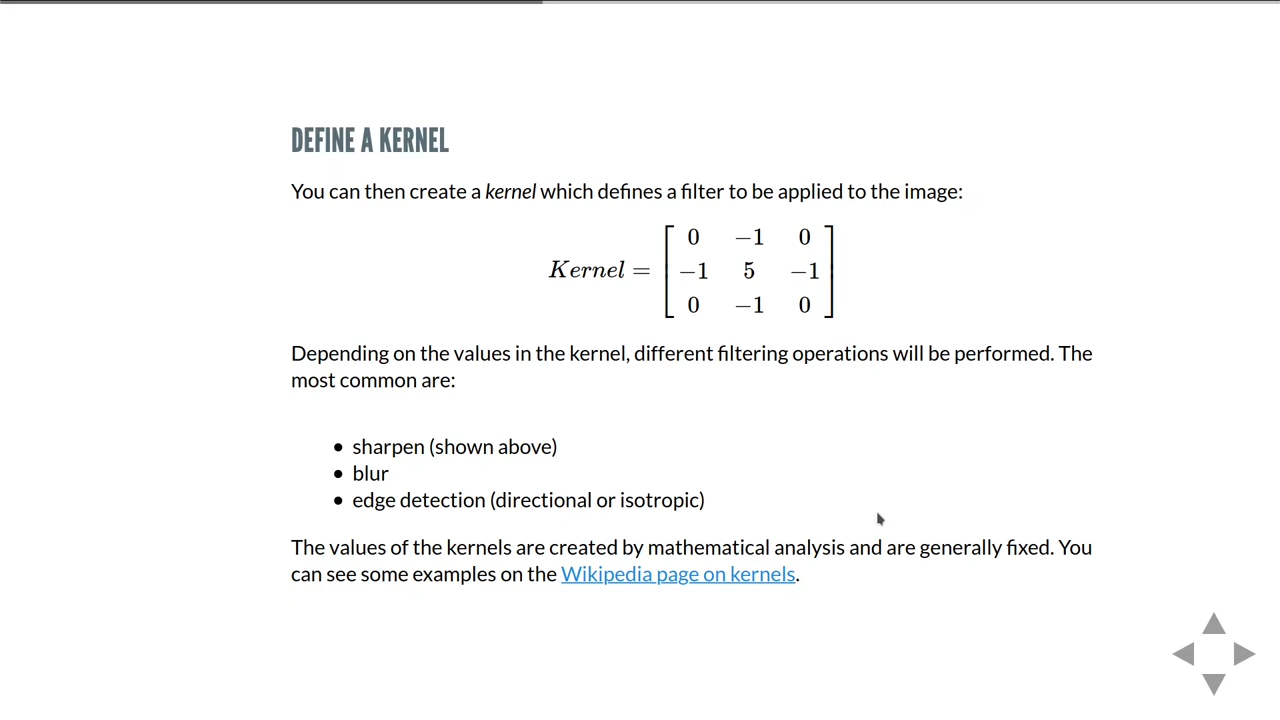 DEFINE A KERNEL
You can then create a kernel which defines a filter to be applied to the image:
0 −1 0
Kernel = −1 5 −1
0 −1 0
Depending on the values in the kernel, different filtering operations will be performed. The
most common are:
• sharpen (shown above)
• blur
• edge detection (directional or isotropic)
The values of the kernels are created by mathematical analysis and are generally fixed. You
can see some examples on the Wikipedia page on kernels.